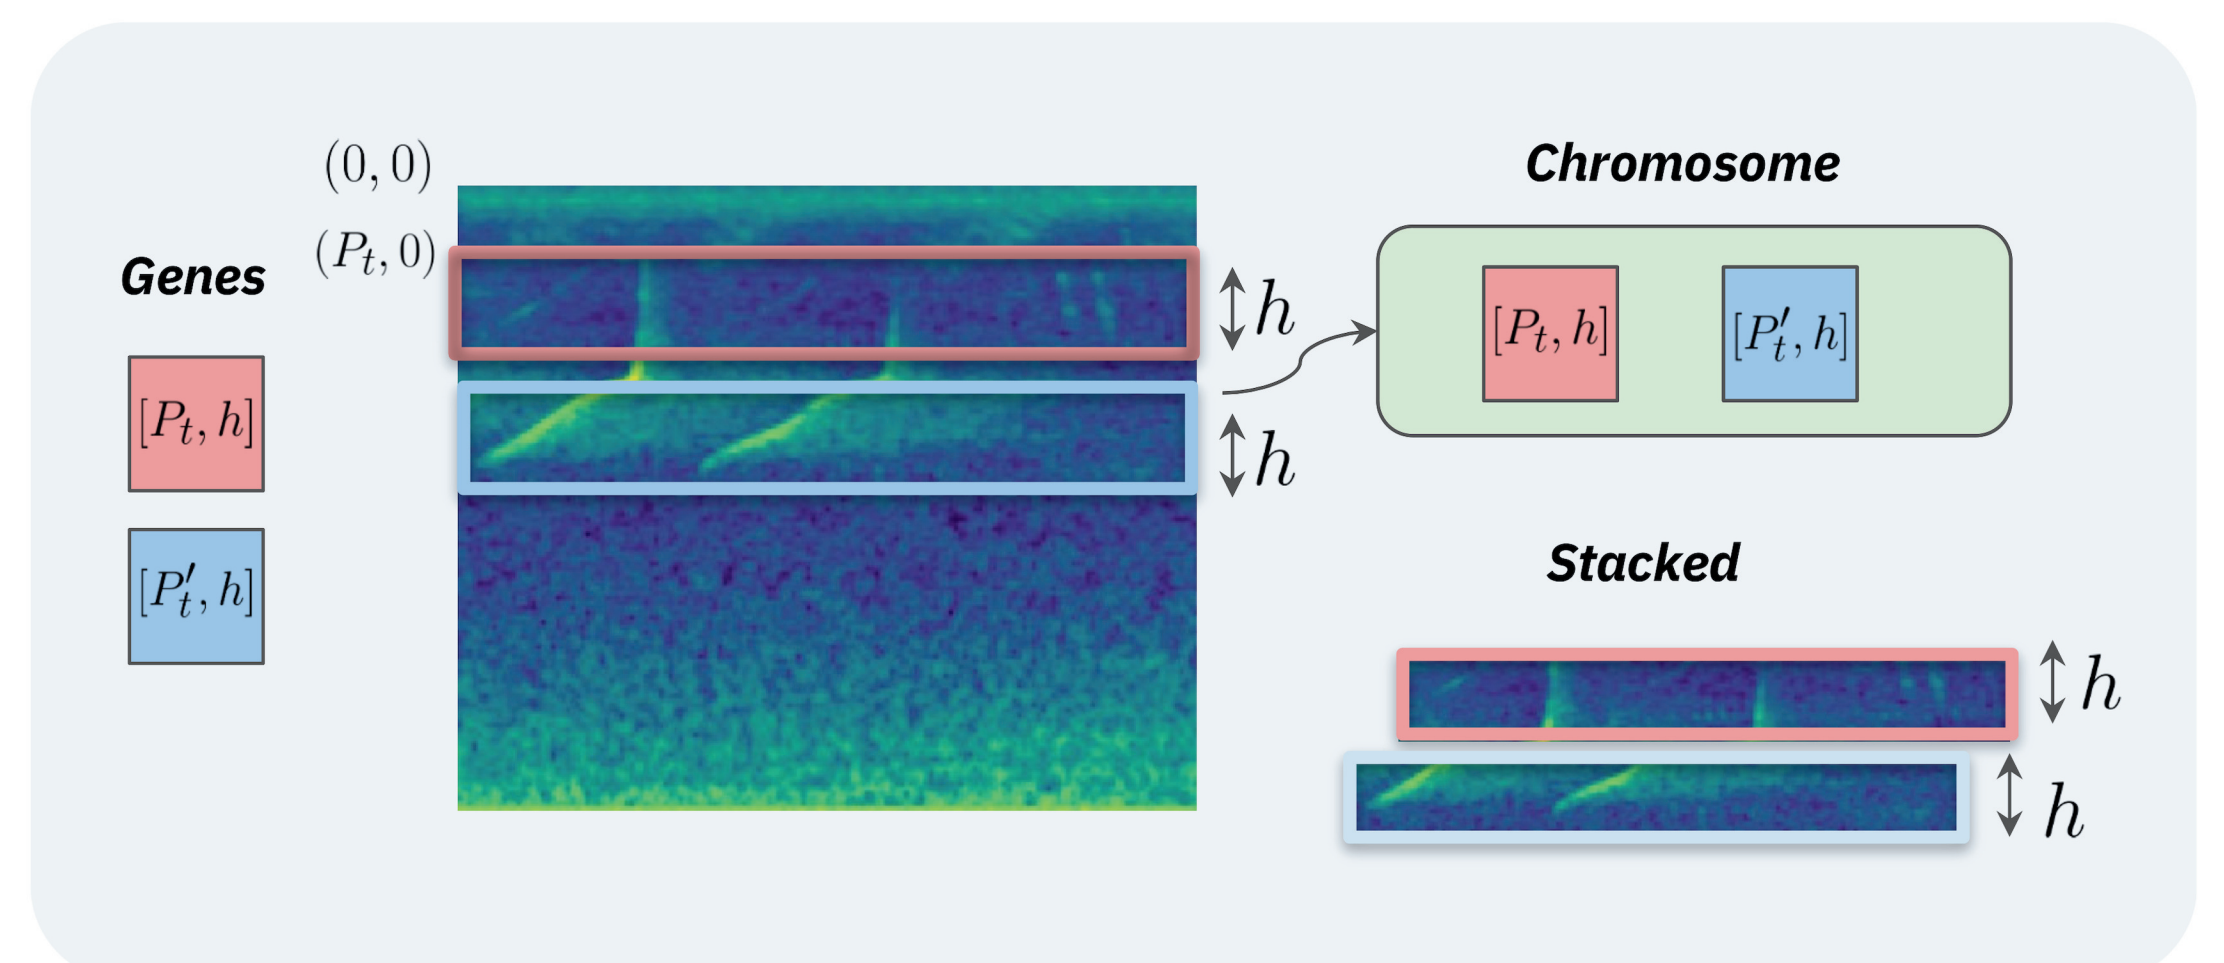 Genes
[P_t, h]
[P'_t, h]
(0, 0)
(P_t, 0)
h
h
Chromosome
[P_t, h]
[P'_t, h]
Stacked
h
h